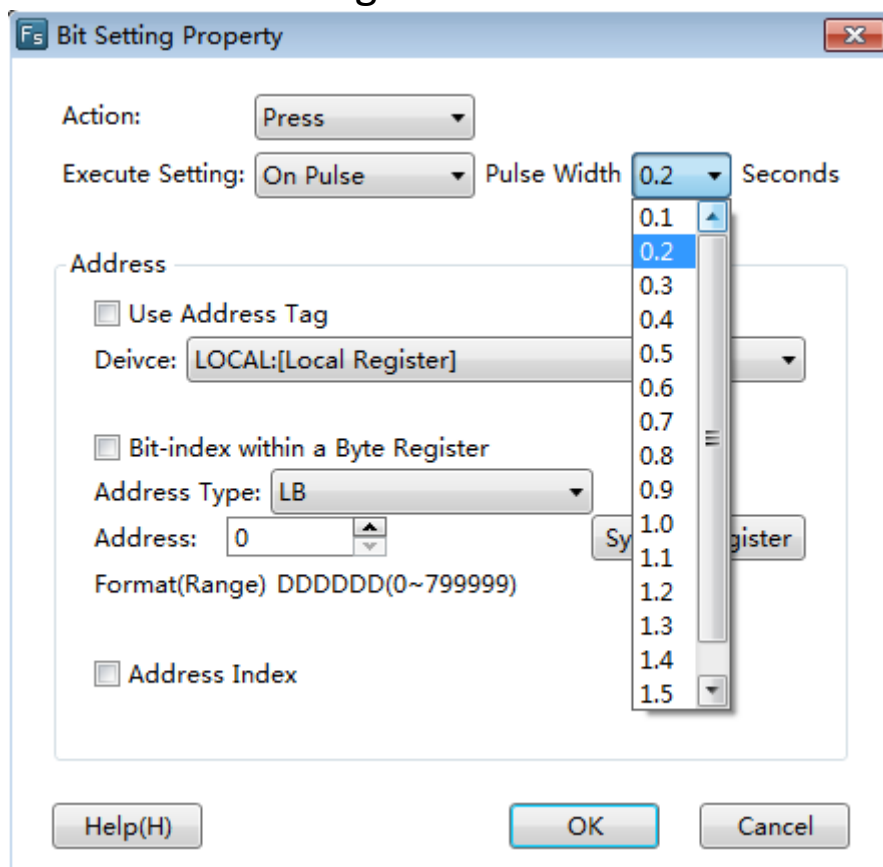 Fs Bit Setting Property
Action: Press
Execute Setting: On Pulse Pulse Width 0.2 Seconds
0.1
0.2
0.3
0.4
0.5
0.6
0.7
0.8
0.9
1.0
1.1
1.2
1.3
1.4
1.5
Address
Use Address Tag
Deivce: LOCAL:[Local Register]
Bit-index within a Byte Register
Address Type: LB
Address: 0
Format(Range) DDDDDD(0~799999)
Address Index
Help(H) OK Cancel